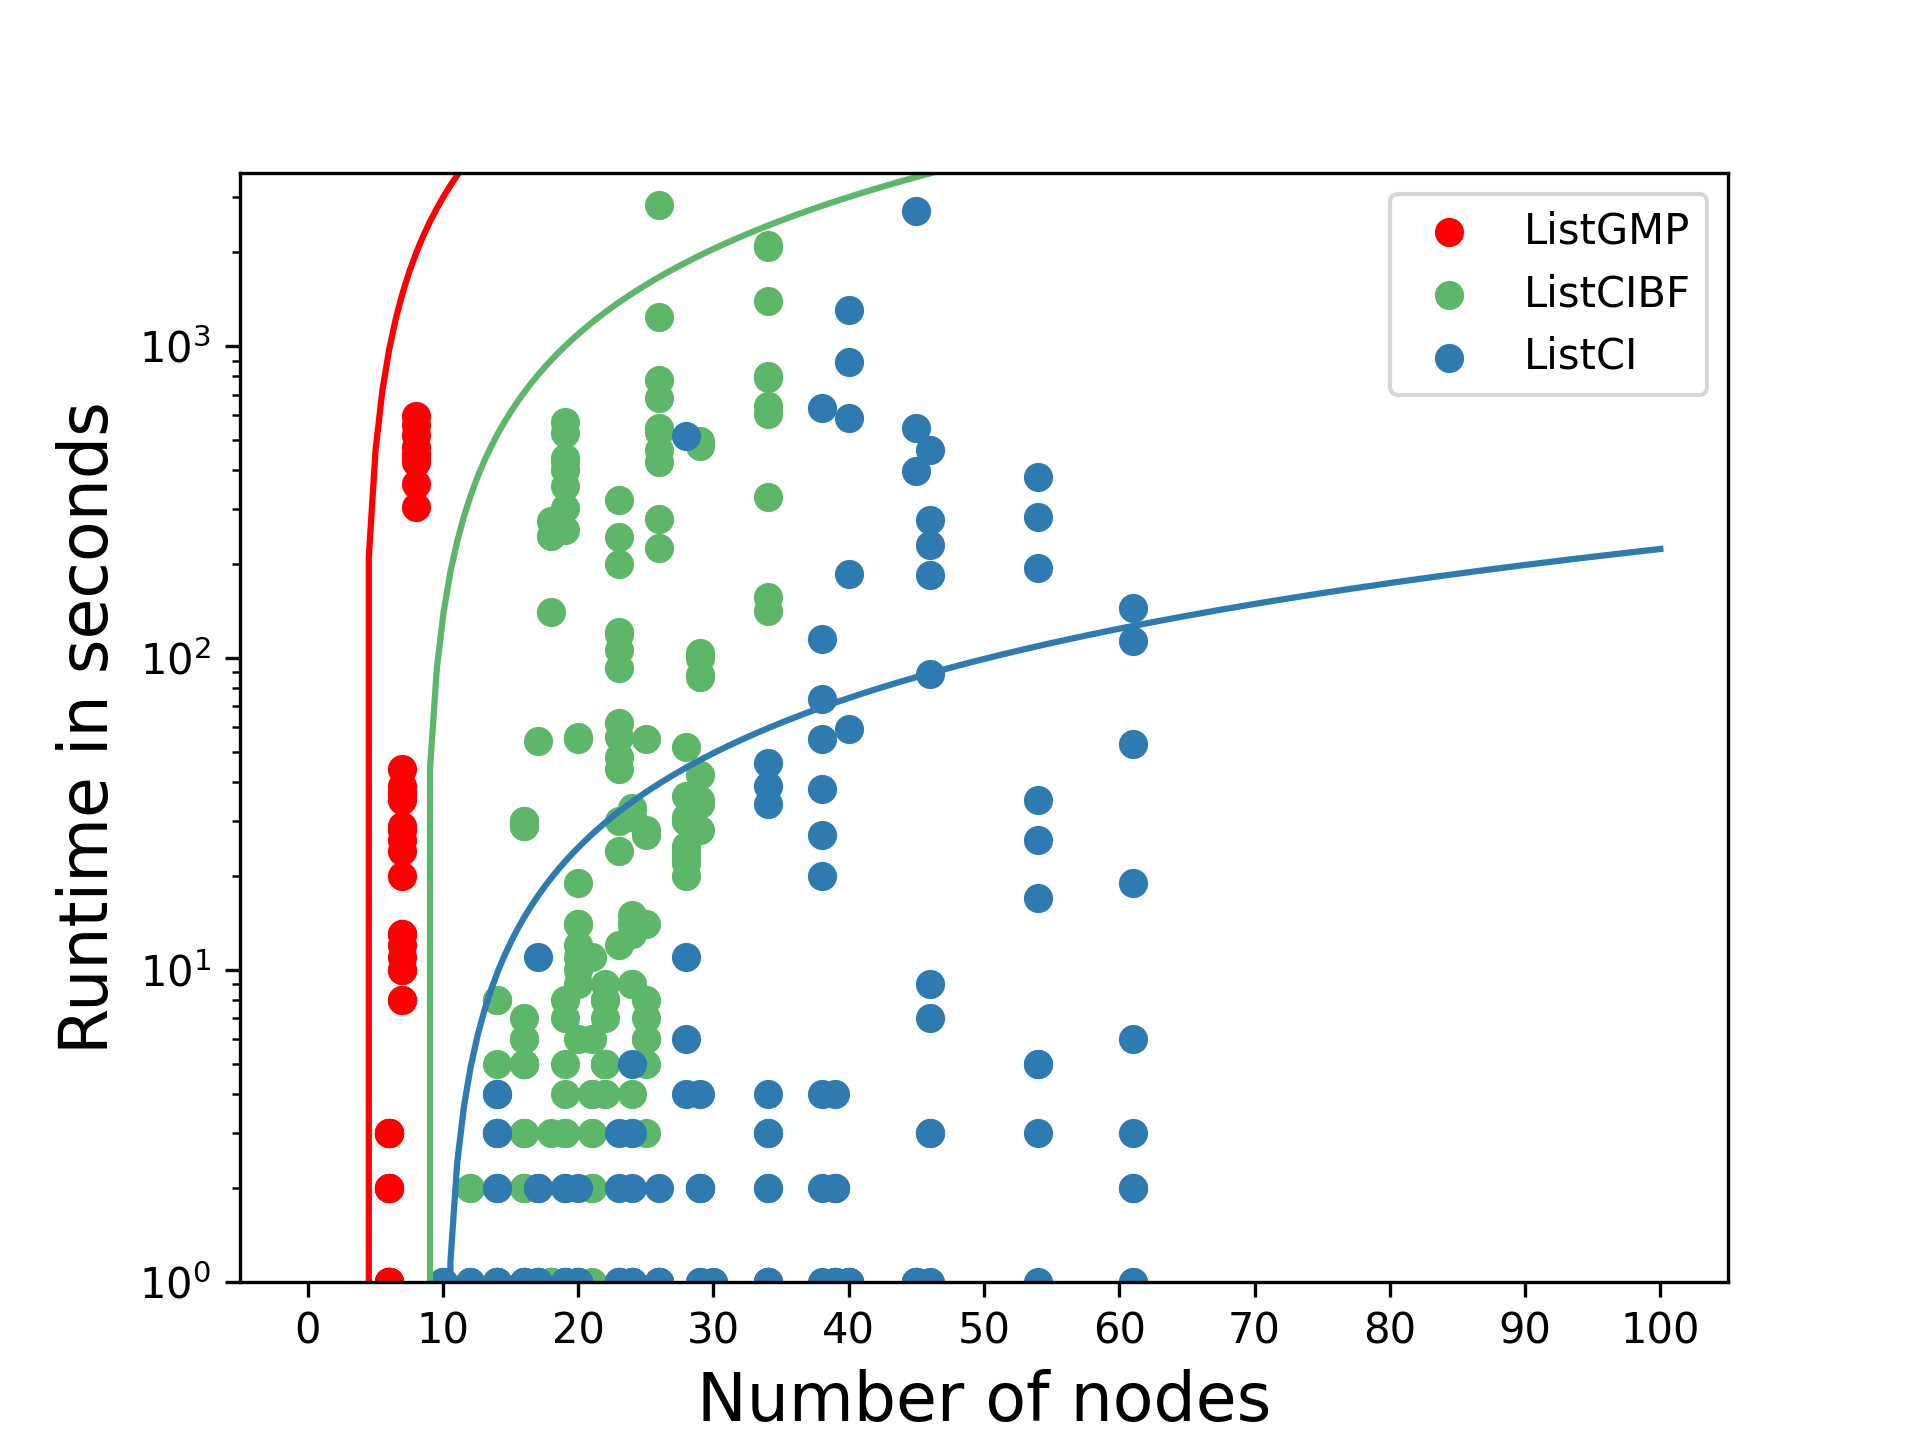 ListGMP
ListCIBF
ListCI
Runtime in seconds
10³
10²
10¹
10⁰
0 10 20 30 40 50 60 70 80 90 100
Number of nodes